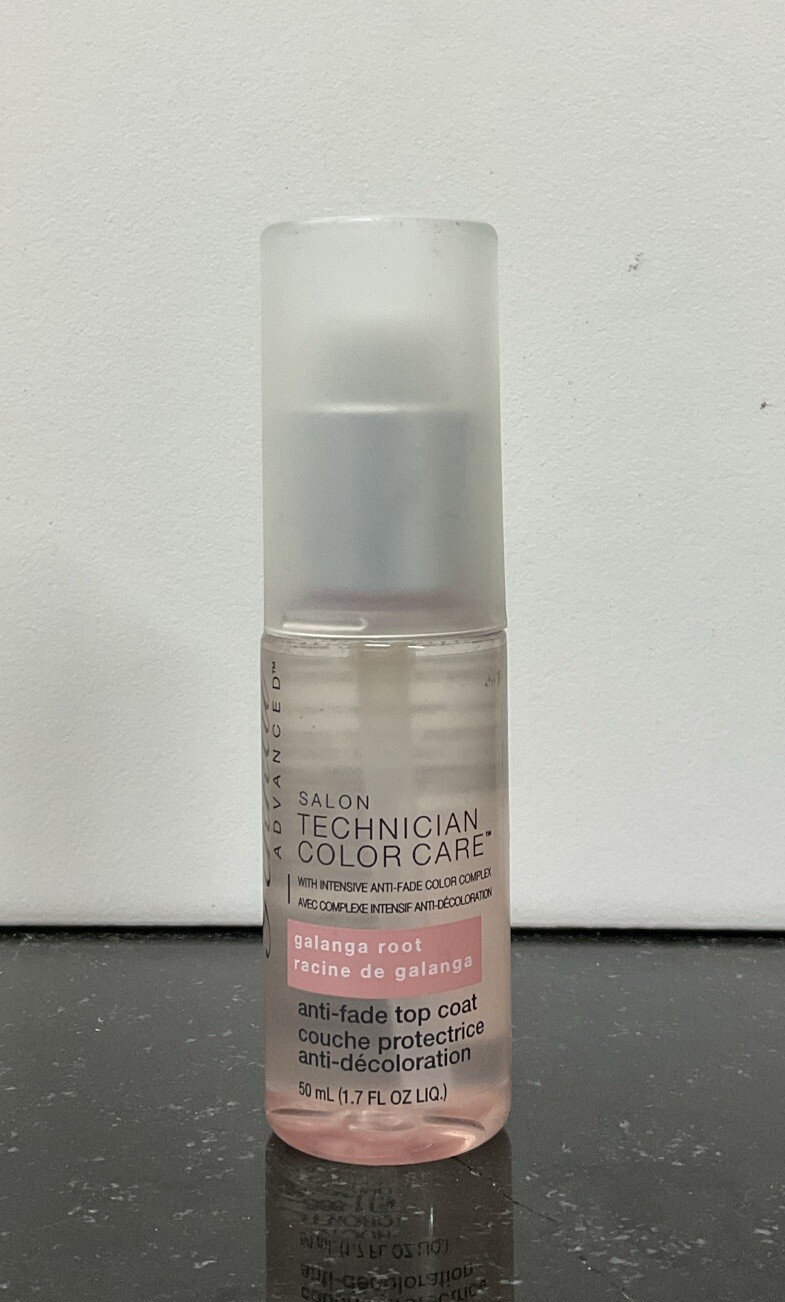 ADVANCED™
SALON
TECHNICIAN
COLOR CARE™
WITH INTENSIVE ANTI-FADE COLOR COMPLEX
AVEC COMPLEXE INTENSIF ANTI-DÉCOLORATION
galanga root
racine de galanga
anti-fade top coat
couche protectrice
anti-décoloration
50 mL (1.7 FL OZ LIQ.)